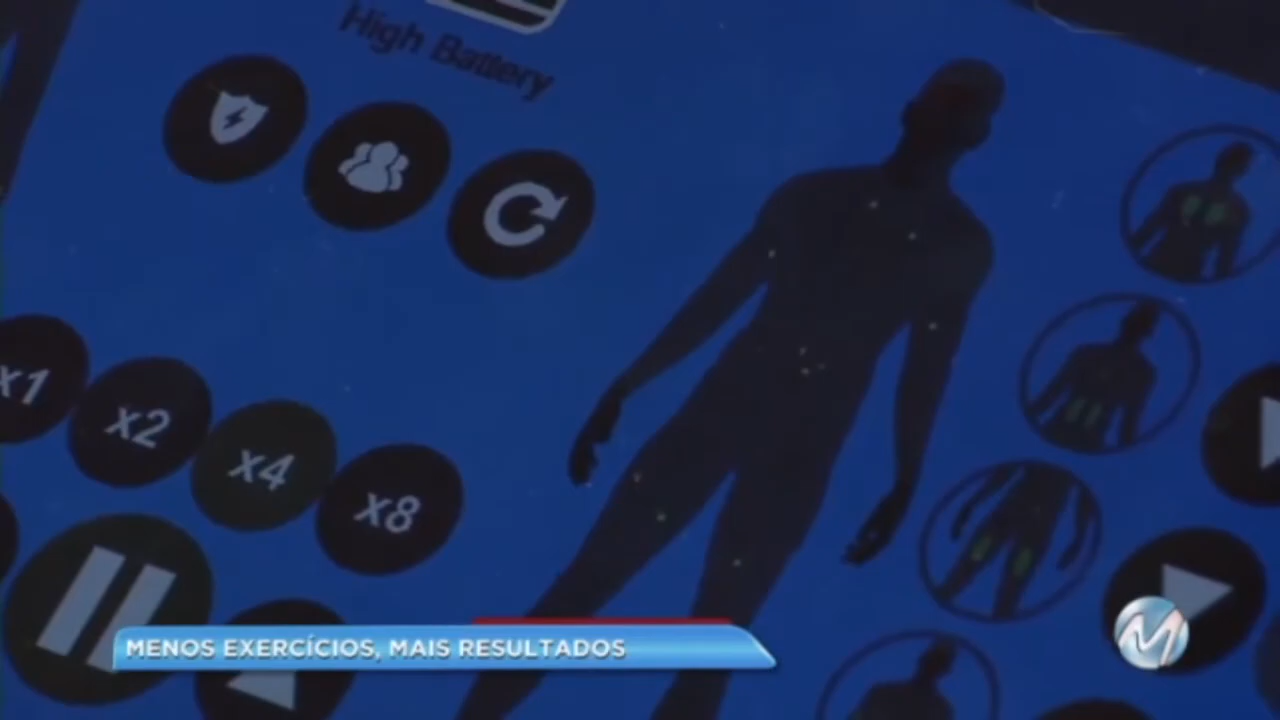 High Battery
x1
x2
x4
x8
MENOS EXERCÍCIOS, MAIS RESULTADOS
M